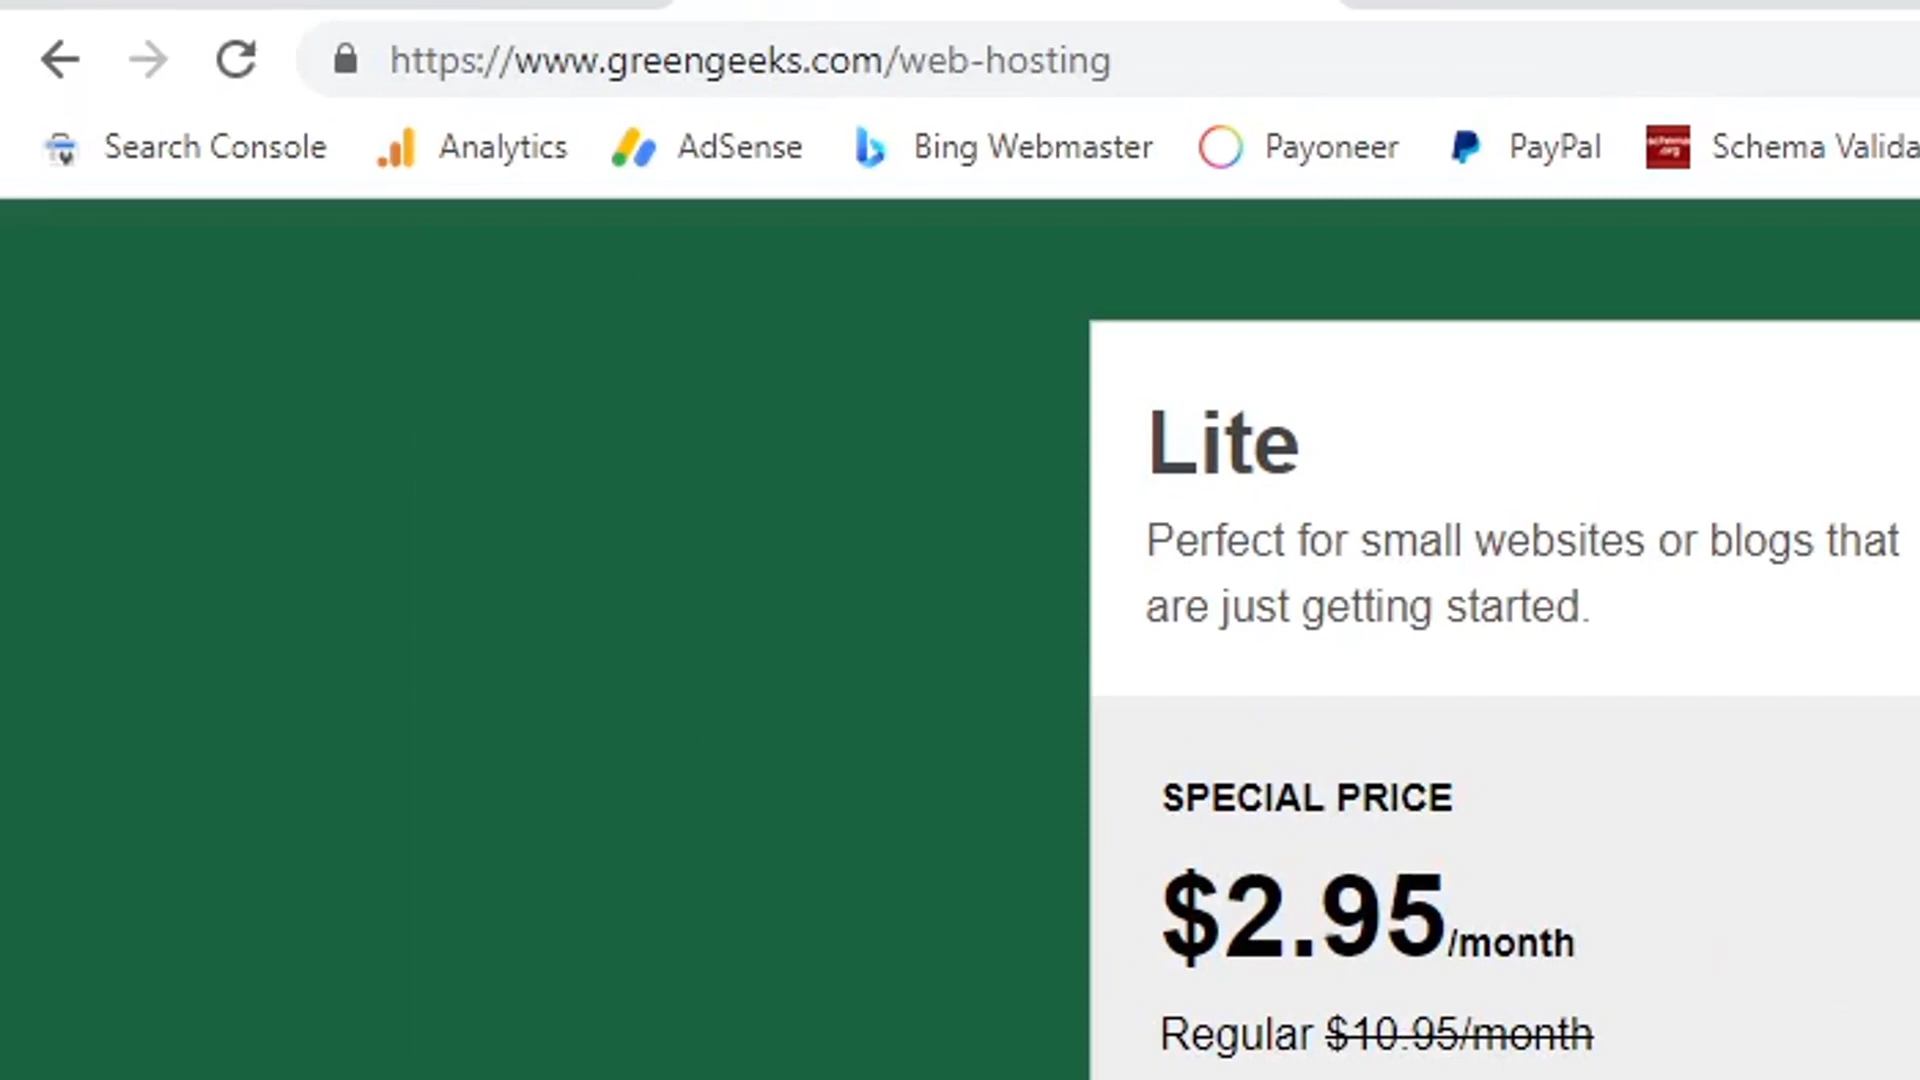 https://www.greengeeks.com/web-hosting
Search Console Analytics AdSense Bing Webmaster Payoneer PayPal Schema Valida
Lite
Perfect for small websites or blogs that
are just getting started.
SPECIAL PRICE
$2.95/month
Regular $10.95/month